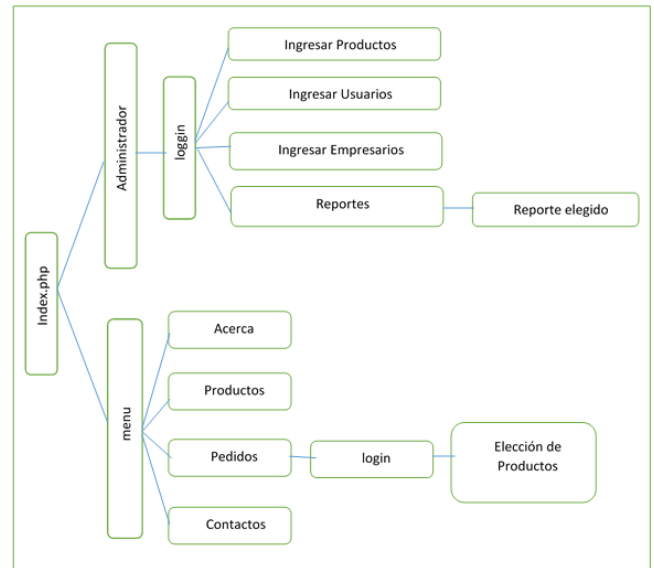 Index.php
Administrador
loggin
Ingresar Productos
Ingresar Usuarios
Ingresar Empresarios
Reportes
Reporte elegido
menu
Acerca
Productos
Pedidos
login
Elección de
Productos
Contactos